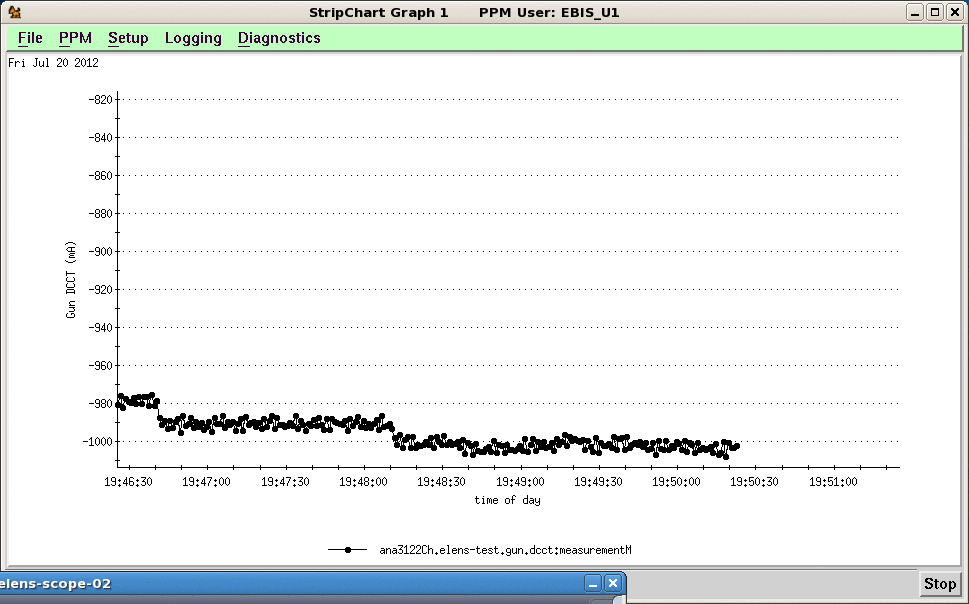 StripChart Graph 1 PPM User: EBIS_U1
File PPM Setup Logging Diagnostics
Fri Jul 20 2012
-820
-840
-860
-880
-900
-920
-940
-960
-980
-1000
Gun DCCT (mA)
19:46:30 19:47:00 19:47:30 19:48:00 19:48:30 19:49:00 19:49:30 19:50:00 19:50:30 19:51:00
time of day
ana3122Ch.elens-test.gun.dcct:measurementM
elens-scope-02
Stop